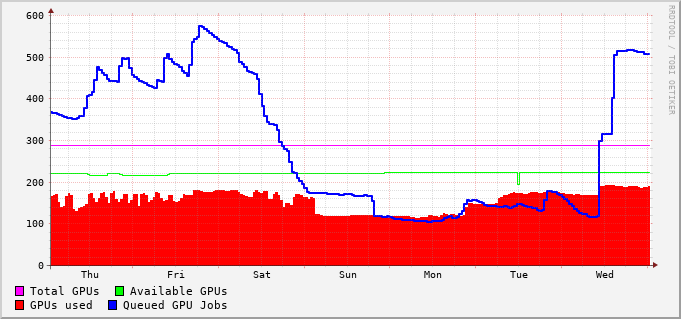 600
500
400
300
200
100
0
Thu Fri Sat Sun Mon Tue Wed
Total GPUs Available GPUs
GPUs used Queued GPU Jobs
RRDTOOL / TOBI OETIKER